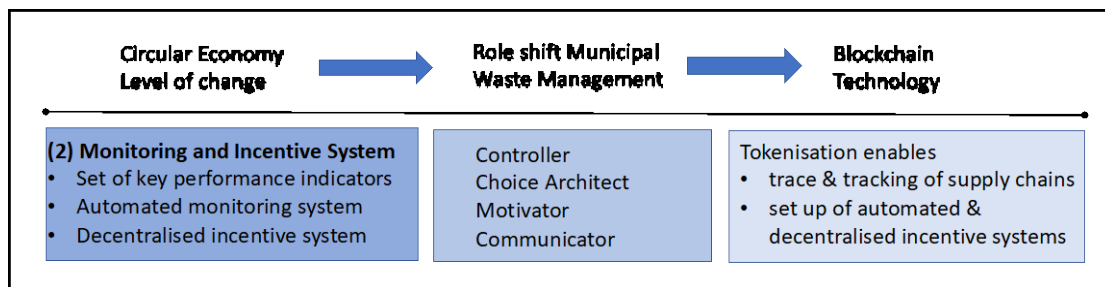 Circular Economy
Level of change
Role shift Municipal
Waste Management
Blockchain
Technology
(2) Monitoring and Incentive System
• Set of key performance indicators
• Automated monitoring system
• Decentralised incentive system
Controller
Choice Architect
Motivator
Communicator
Tokenisation enables
• trace & tracking of supply chains
• set up of automated &
decentralised incentive systems